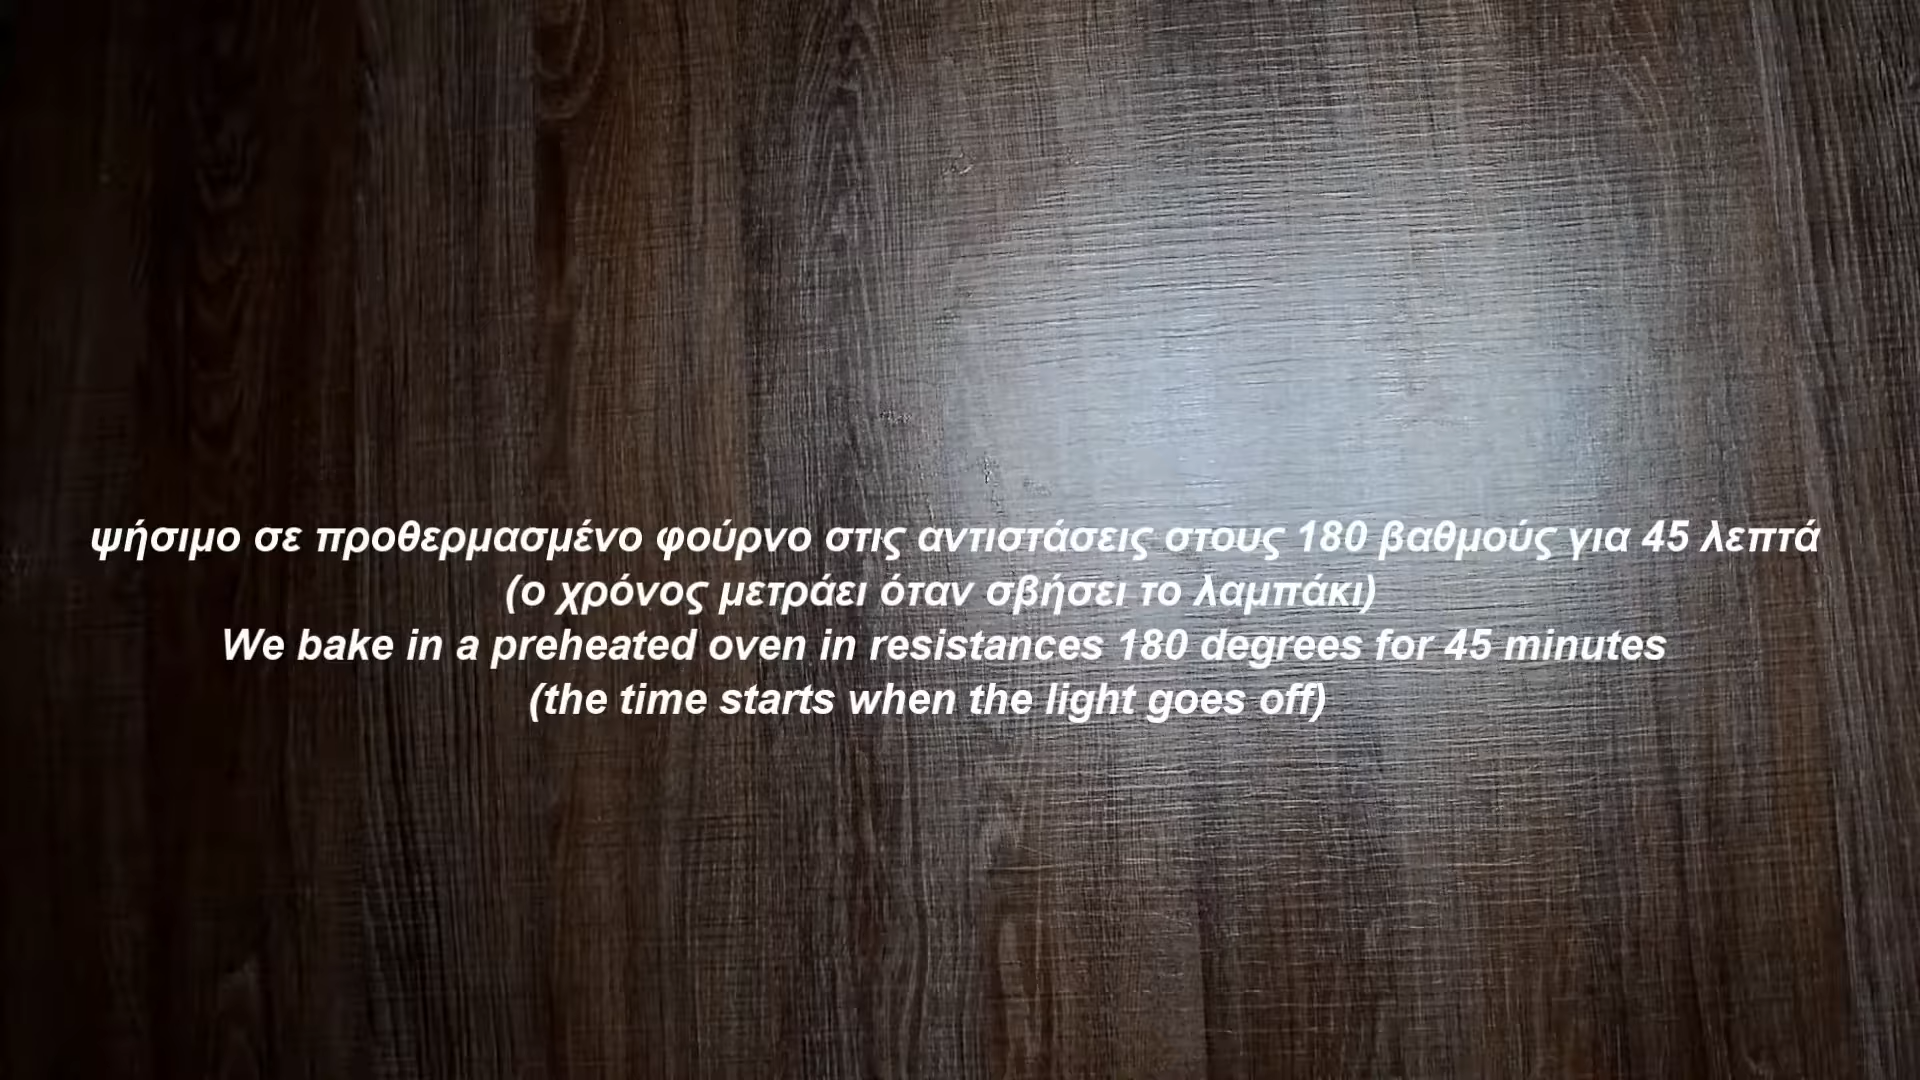 ψήσιμο σε προθερμασμένο φούρνο στις αντιστάσεις στους 180 βαθμούς για 45 λεπτά
(ο χρόνος μετράει όταν σβήσει το λαμπάκι)
We bake in a preheated oven in resistances 180 degrees for 45 minutes
(the time starts when the light goes off)